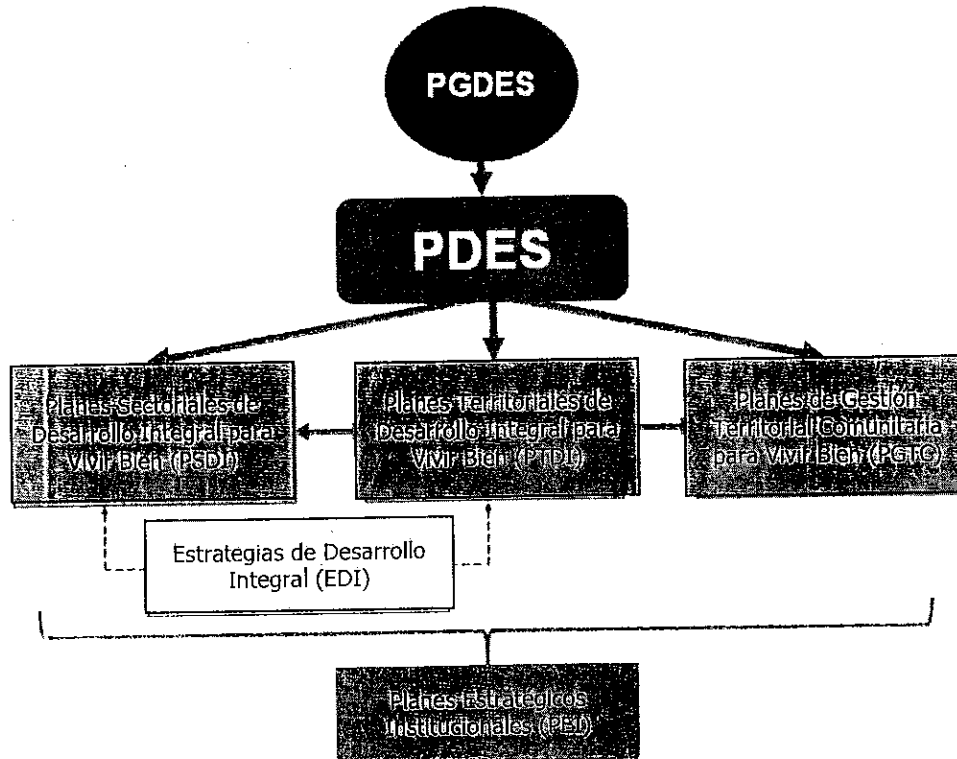 PGDES
PDES
Planes Sectoriales de
Desarrollo Integral para
Vivir Bien (PSDI)
Planes Territoriales de
Desarrollo Integral para
Vivir Bien (PTDI)
Planes de Gestión
Territorial Comunitaria
para Vivir Bien (PGTC)
Estrategias de Desarrollo
Integral (EDI)
Planes Estratégicos
Institucionales (PEI)